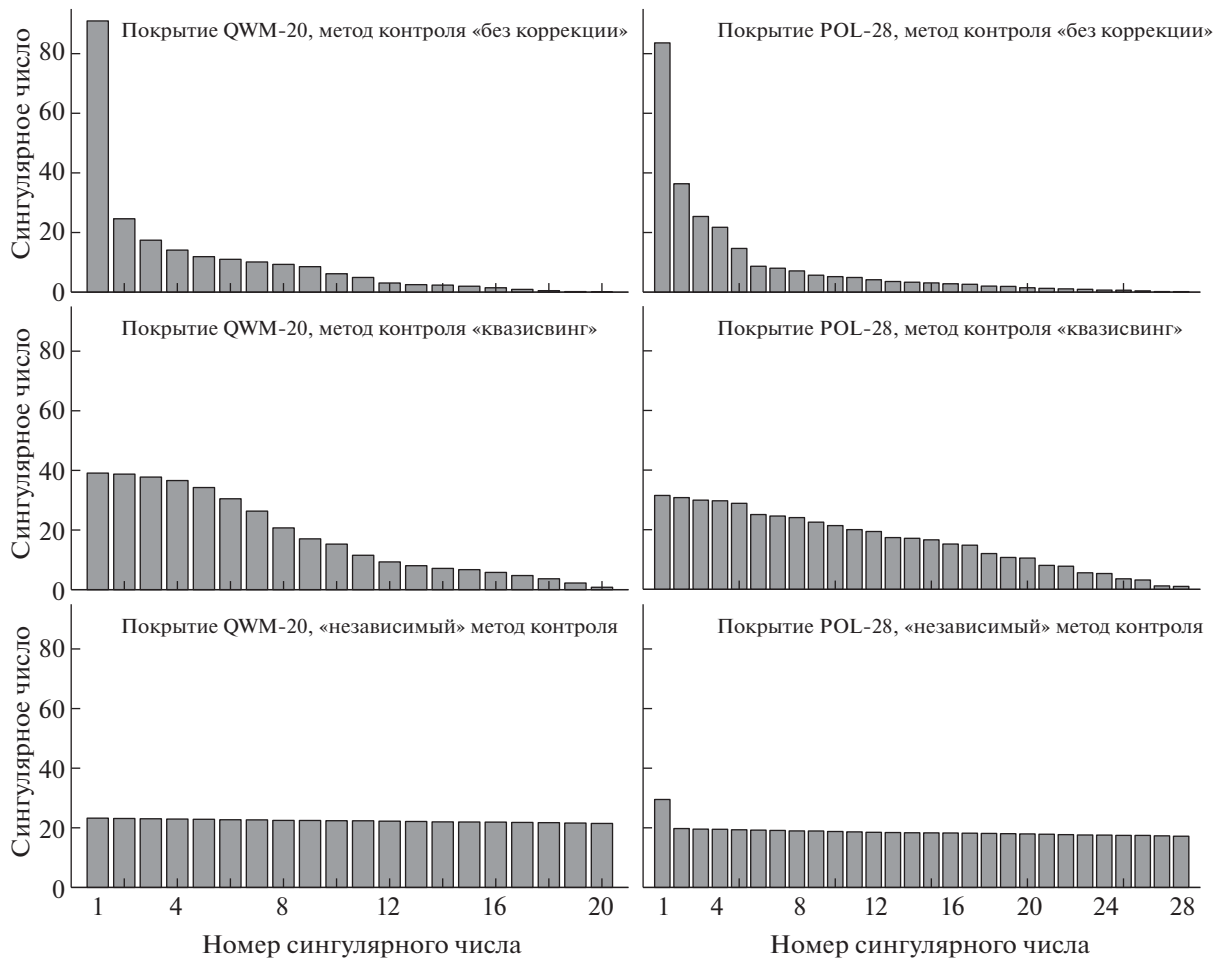 Покрытие QWM-20, метод контроля «без коррекции»
Сингулярное число
80
60
40
20
0
Покрытие POL-28, метод контроля «без коррекции»
Покрытие QWM-20, метод контроля «квазисвинг»
Сингулярное число
80
60
40
20
0
Покрытие POL-28, метод контроля «квазисвинг»
Покрытие QWM-20, «независимый» метод контроля
Сингулярное число
80
60
40
20
0
1 4 8 12 16 20
Номер сингулярного числа
Покрытие POL-28, «независимый» метод контроля
1 4 8 12 16 20 24 28
Номер сингулярного числа